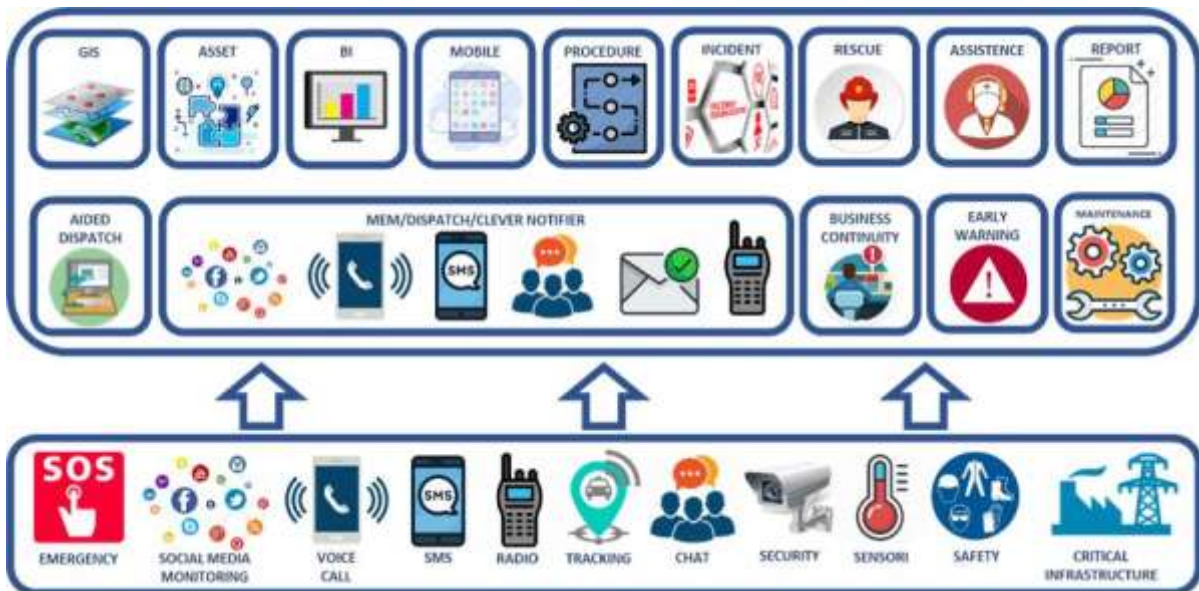 GIS
ASSET
BI
MOBILE
PROCEDURE
INCIDENT
RESCUE
ASSISTENCE
REPORT
AIDED
DISPATCH
MEM/DISPATCH/CLEVER NOTIFIER
SMS
BUSINESS
CONTINUITY
EARLY
WARNING
MAINTENANCE
SOS
EMERGENCY
SOCIAL MEDIA
MONITORING
VOICE
CALL
SMS
SMS
RADIO
TRACKING
CHAT
SECURITY
SENSORI
SAFETY
CRITICAL
INFRASTRUCTURE